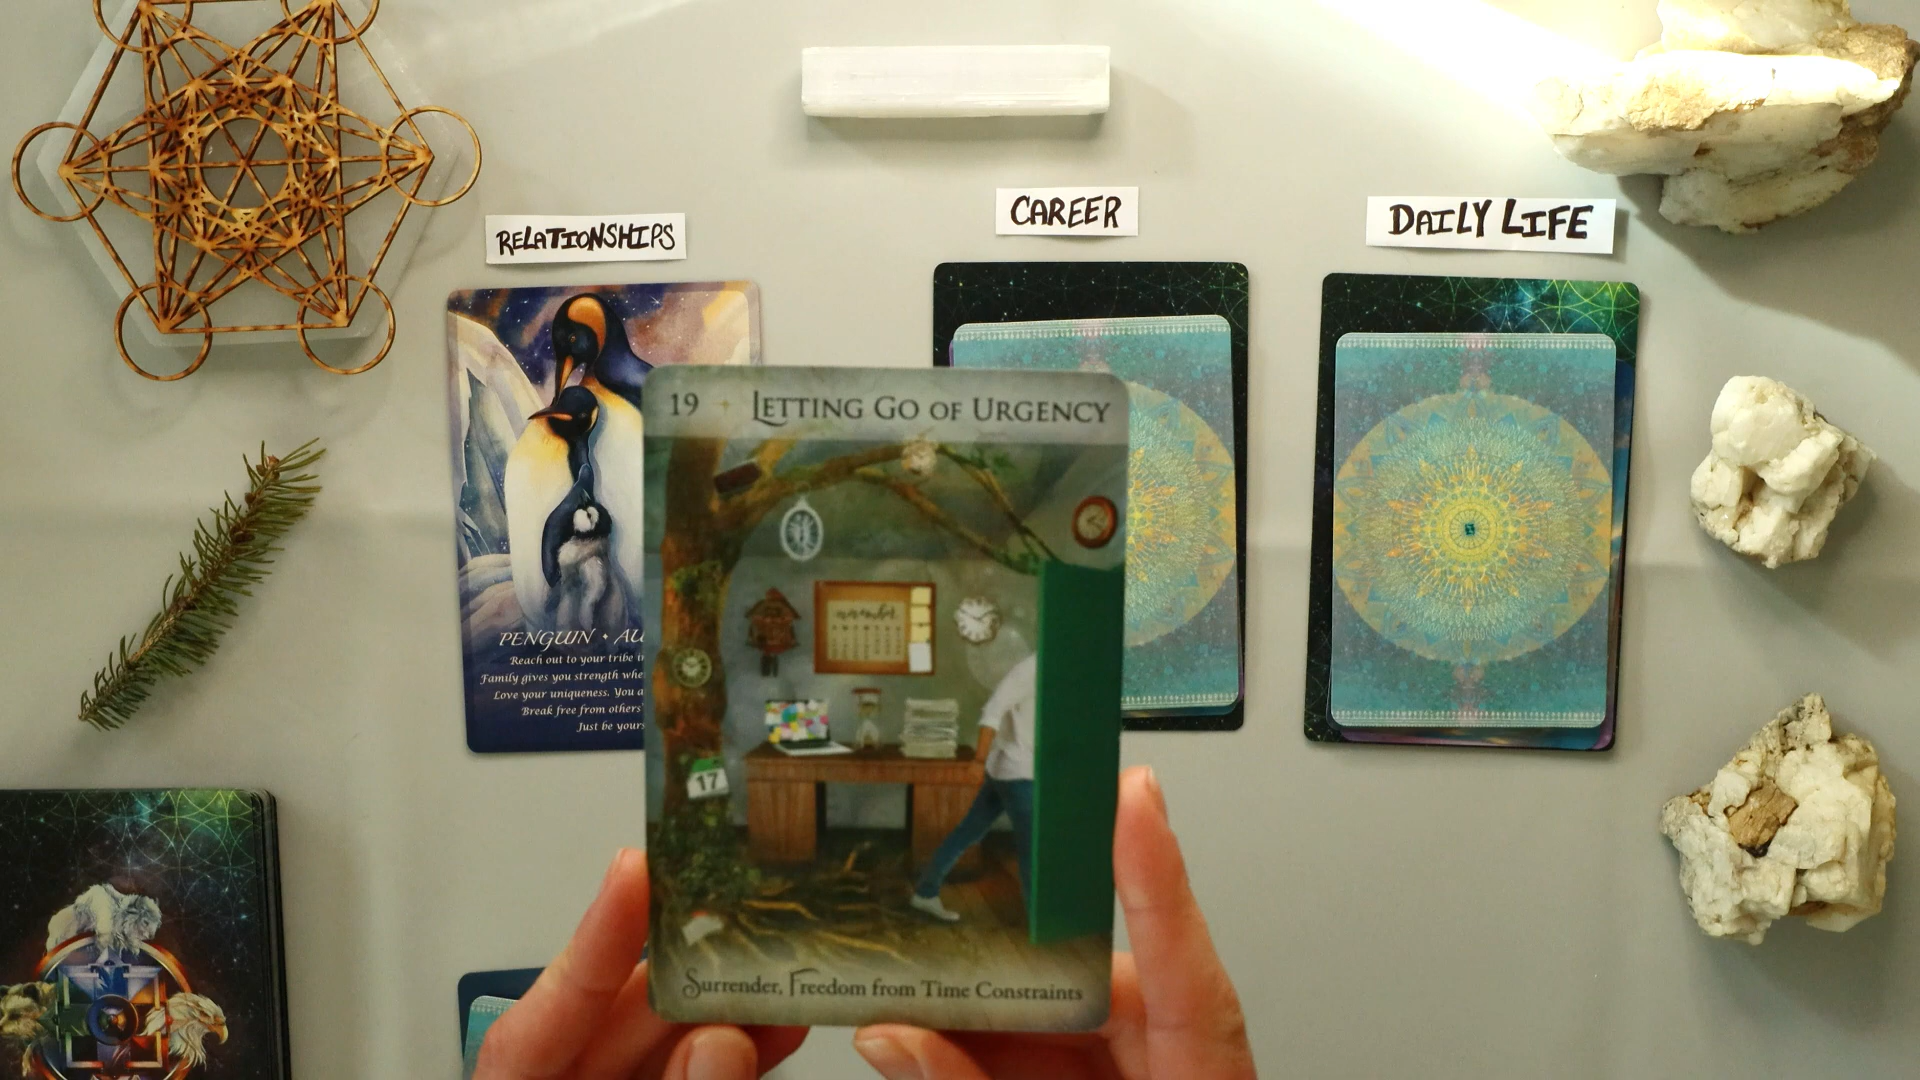 RELATIONSHIPS
CAREER
DAILY LIFE
19 LETTING GO OF URGENCY
november
17
Surrender, Freedom from Time Constraints
PENGUIN
Reach out to your tribe
Family gives you strength
Love your uniqueness. You
Break free from others'
Just be